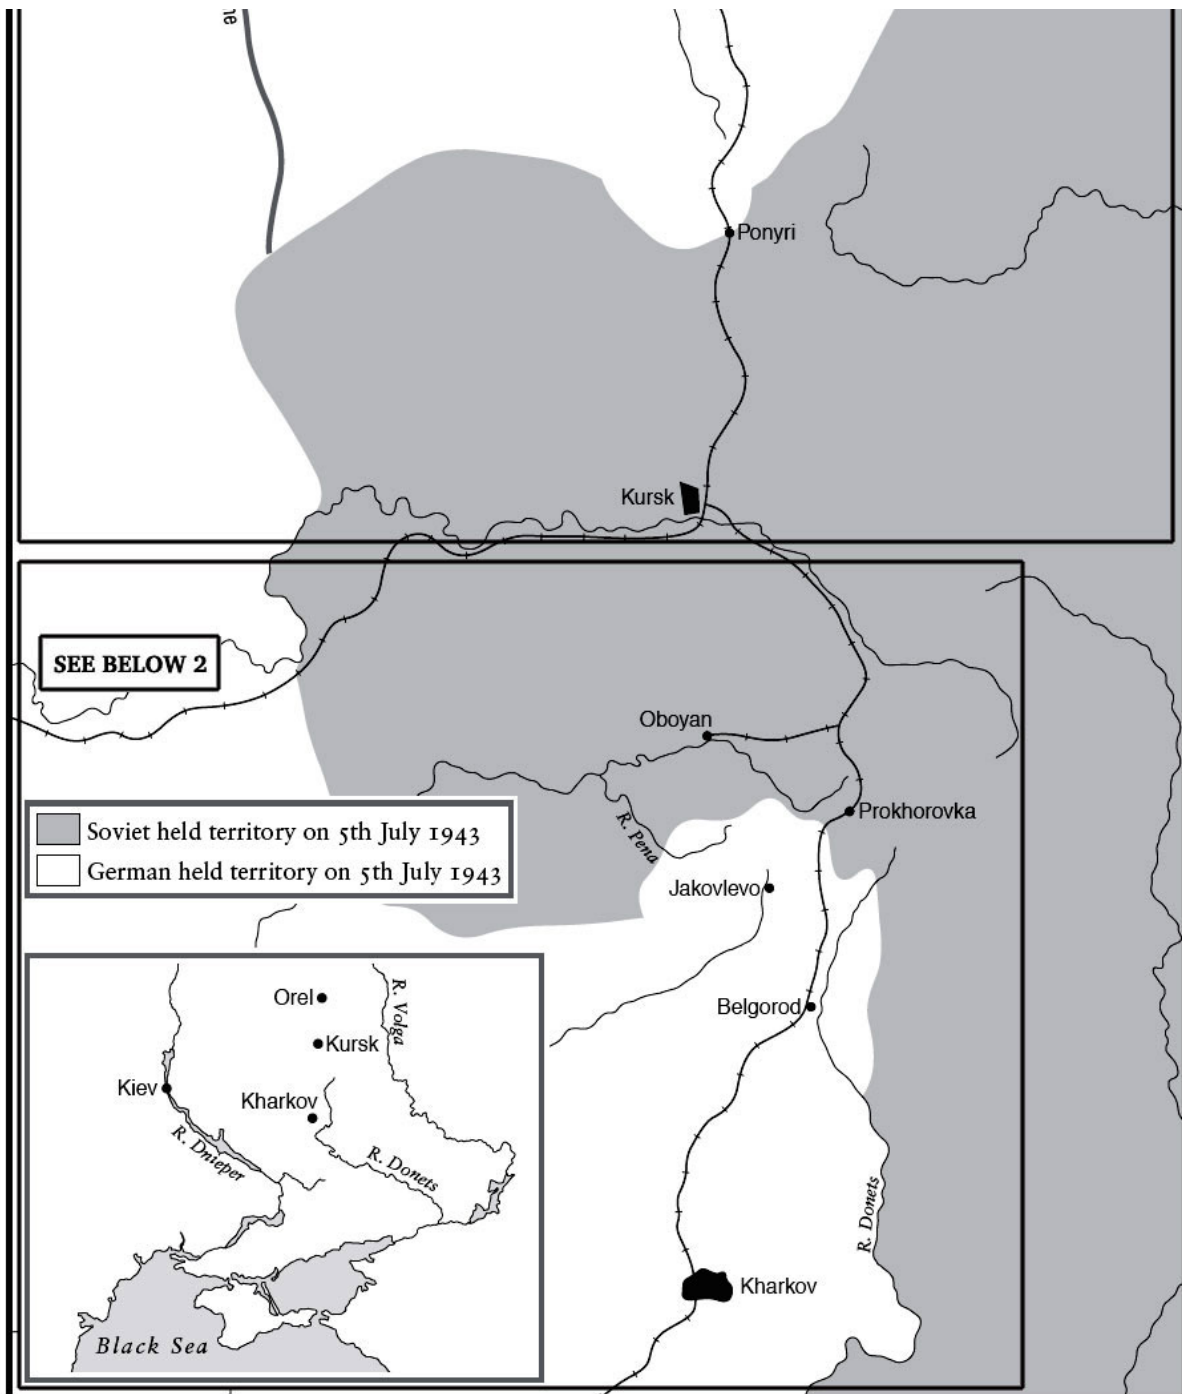 Ponyri
Kursk
SEE BELOW 2
Oboyan
Prokhorovka
Soviet held territory on 5th July 1943
German held territory on 5th July 1943
R. Pena
Jakovlevo
Belgorod
Orel
R. Volga
Kursk
Kiev
Kharkov
R. Dnieper
R. Donets
R. Donets
Kharkov
Black Sea